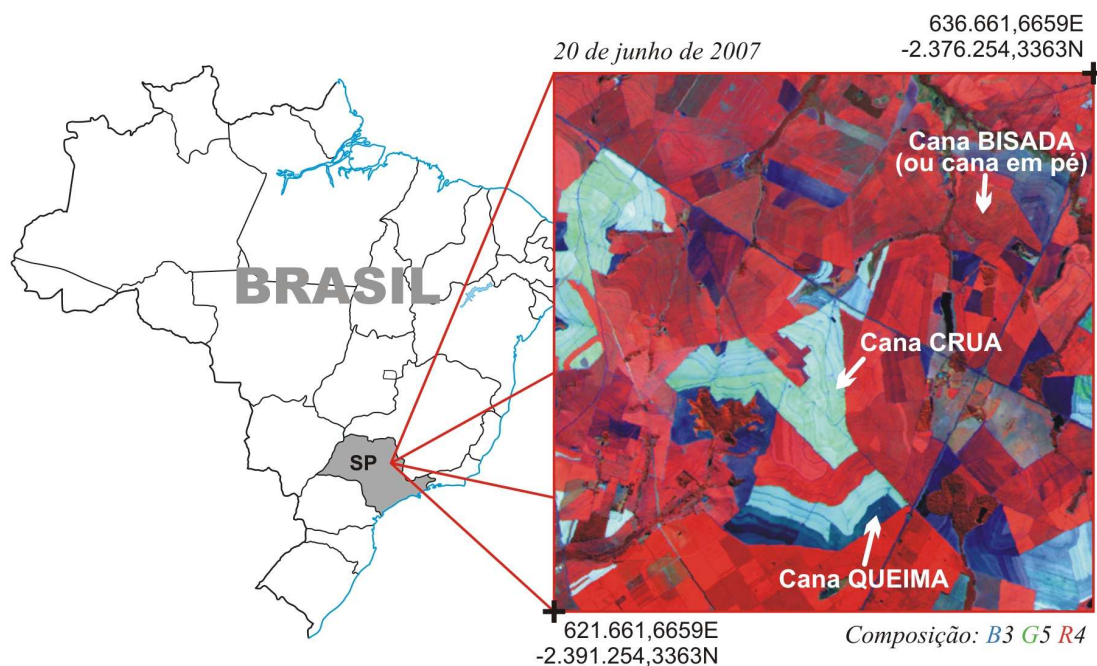 636.661,6659E
-2.376.254,3363N
20 de junho de 2007
Cana BISADA
(ou cana em pé)
BRASIL
Cana CRUA
SP
Cana QUEIMA
621.661,6659E
-2.391.254,3363N
Composição: B3 G5 R4